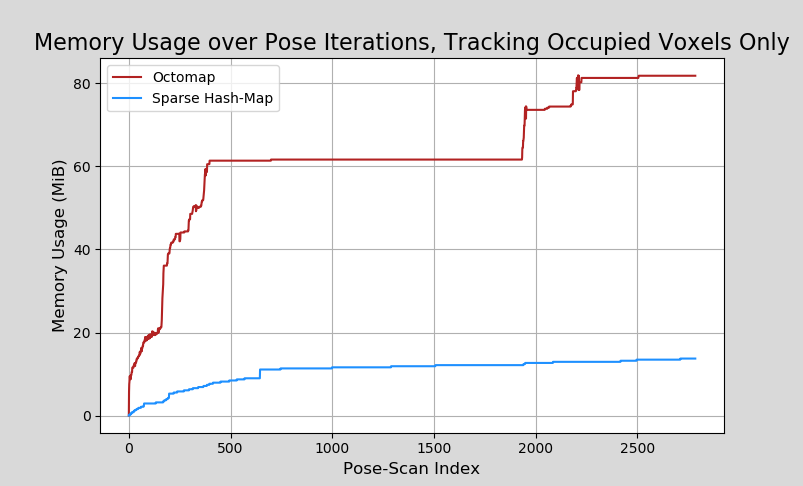 Memory Usage over Pose Iterations, Tracking Occupied Voxels Only
Octomap
Sparse Hash-Map
80
60
40
20
0
Memory Usage (MiB)
0 500 1000 1500 2000 2500
Pose-Scan Index